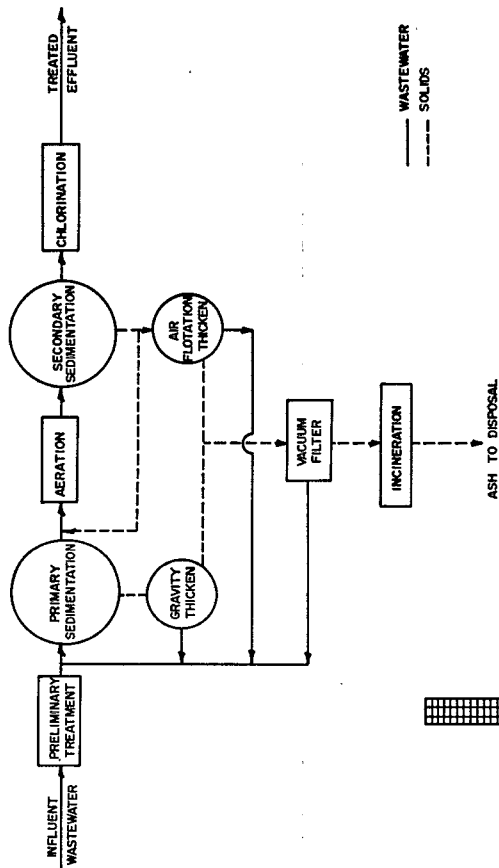 INFLUENT
WASTEWATER
PRELIMINARY
TREATMENT
PRIMARY
SEDIMENTATION
AERATION
SECONDARY
SEDIMENTATION
CHLORINATION
TREATED
EFFLUENT
GRAVITY
THICKEN
AIR
FLOTATION
THICKEN
VACUUM
FILTER
INCINERATION
ASH TO DISPOSAL
WASTEWATER
SOLIDS